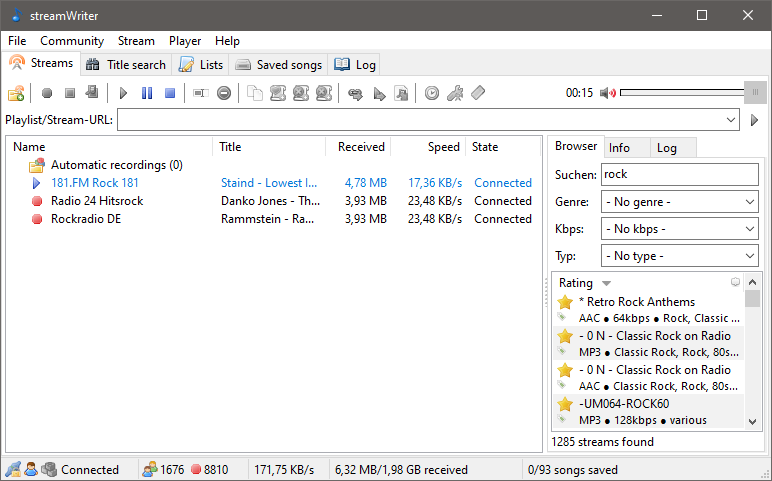 streamWriter
File Community Stream Player Help
Streams Title search Lists Saved songs Log
00:15
Playlist/Stream-URL:
Name Title Received Speed State
Automatic recordings (0)
181.FM Rock 181 Staind - Lowest I... 4,78 MB 17,36 KB/s Connected
Radio 24 Hitsrock Danko Jones - Th... 3,93 MB 23,48 KB/s Connected
Rockradio DE Rammstein - Ra... 3,93 MB 23,48 KB/s Connected
Browser Info Log
Suchen: rock
Genre: - No genre -
Kbps: - No kbps -
Typ: - No type -
Rating
* Retro Rock Anthems
AAC ● 64kbps ● Rock, Classic ...
- 0 N - Classic Rock on Radio
MP3 ● Classic Rock, Rock, 80s...
- 0 N - Classic Rock on Radio
AAC ● Classic Rock, Rock, 80s...
-UM064-ROCK60
MP3 ● 128kbps ● various
1285 streams found
Connected 1676 8810 171,75 KB/s 6,32 MB/1,98 GB received 0/93 songs saved